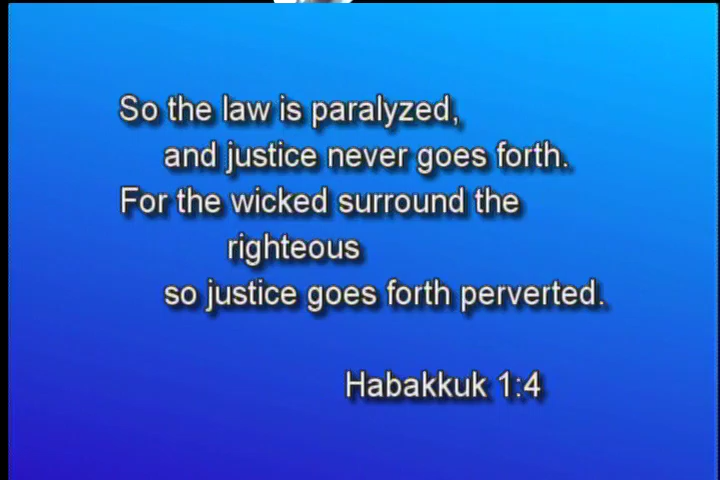 So the law is paralyzed,
and justice never goes forth.
For the wicked surround the
righteous
so justice goes forth perverted.
Habakkuk 1:4